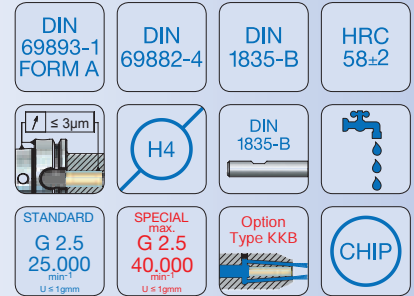 DIN
69893-1
FORM A
DIN
69882-4
DIN
1835-B
HRC
58±2
↗ ≤ 3µm
H4
DIN
1835-B
STANDARD
G 2.5
25.000
min⁻¹
U ≤ 1gmm
SPECIAL
max.
G 2.5
40.000
min⁻¹
U ≤ 1gmm
Option
Type KKB
CHIP